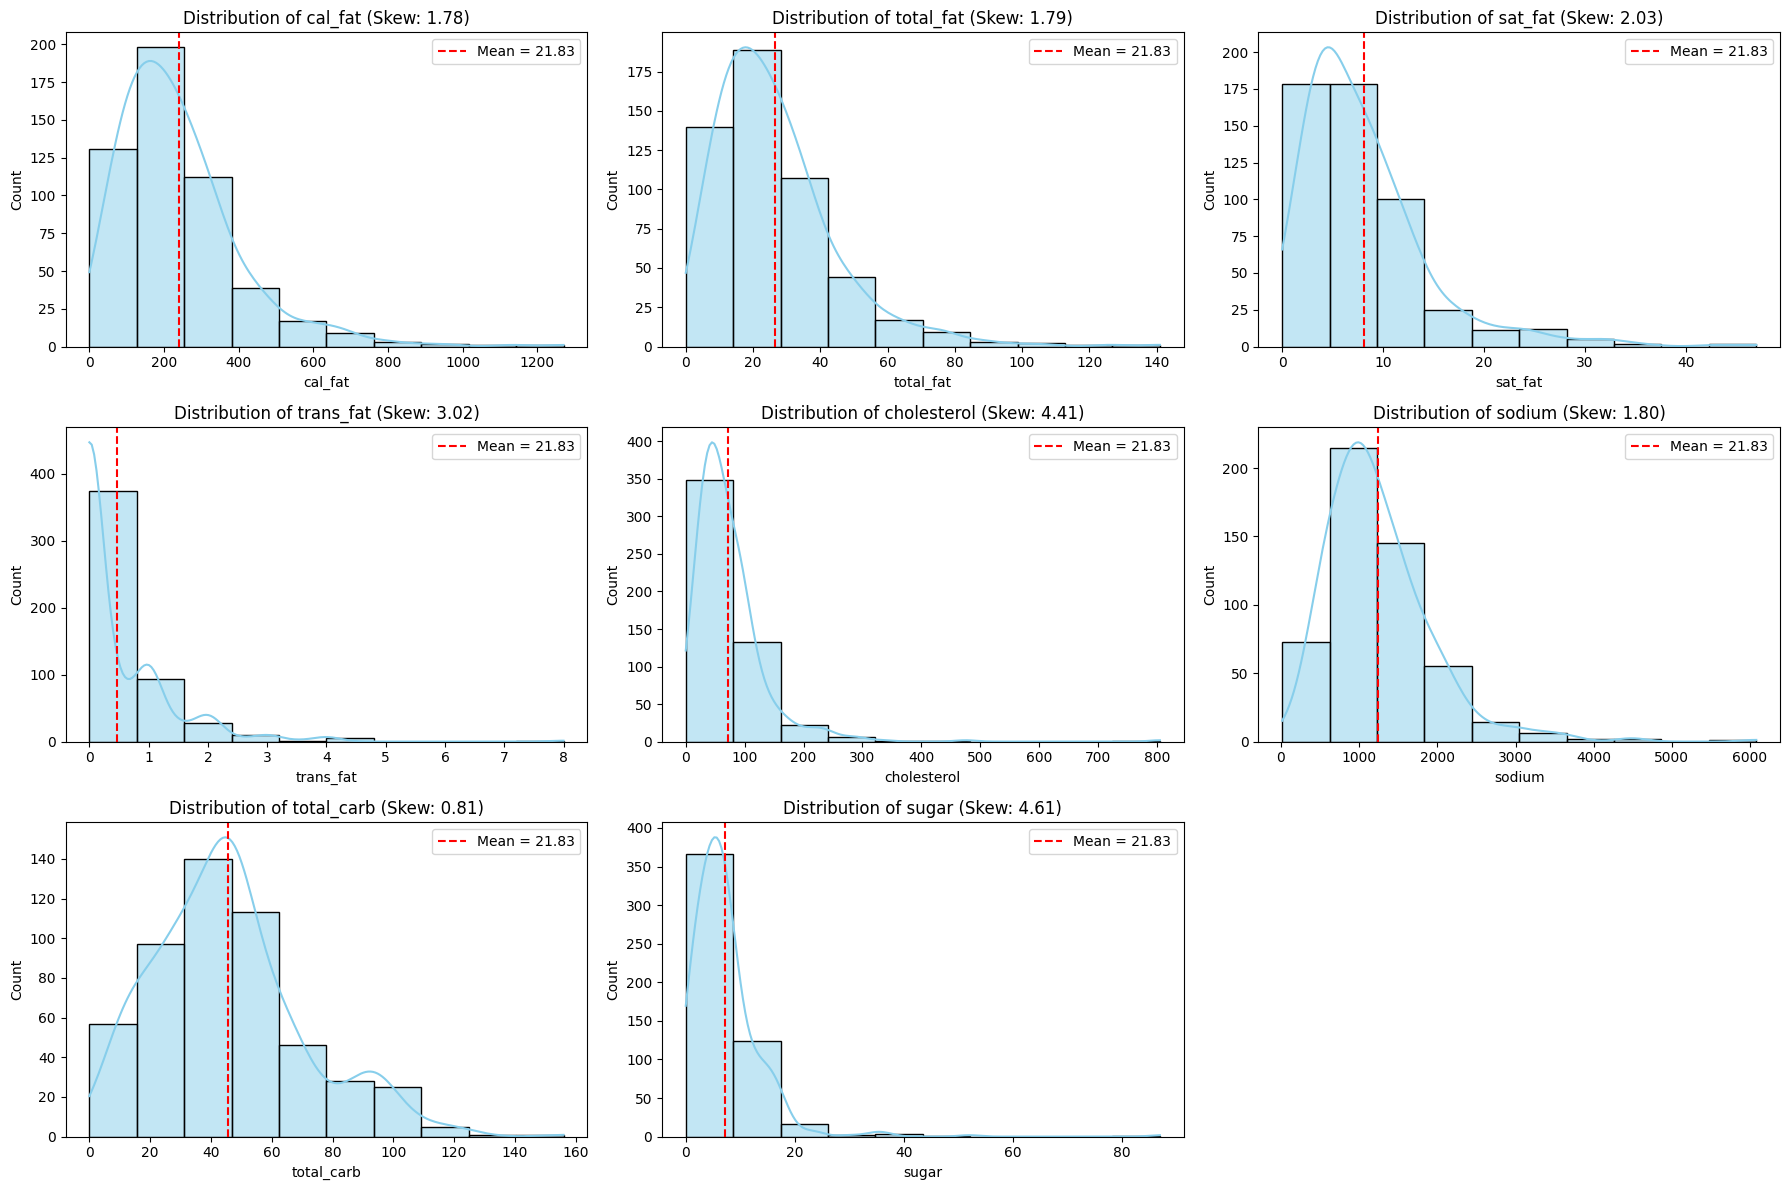 Distribution of cal_fat (Skew: 1.78)
Mean = 21.83
Count
200
175
150
125
100
75
50
25
0
0 200 400 600 800 1000 1200
cal_fat
Distribution of total_fat (Skew: 1.79)
Mean = 21.83
Count
175
150
125
100
75
50
25
0
0 20 40 60 80 100 120 140
total_fat
Distribution of sat_fat (Skew: 2.03)
Mean = 21.83
Count
200
175
150
125
100
75
50
25
0
0 10 20 30 40
sat_fat
Distribution of trans_fat (Skew: 3.02)
Mean = 21.83
Count
400
300
200
100
0
0 1 2 3 4 5 6 7 8
trans_fat
Distribution of cholesterol (Skew: 4.41)
Mean = 21.83
Count
400
350
300
250
200
150
100
50
0
0 100 200 300 400 500 600 700 800
cholesterol
Distribution of sodium (Skew: 1.80)
Mean = 21.83
Count
200
150
100
50
0
0 1000 2000 3000 4000 5000 6000
sodium
Distribution of total_carb (Skew: 0.81)
Mean = 21.83
Count
140
120
100
80
60
40
20
0
0 20 40 60 80 100 120 140 160
total_carb
Distribution of sugar (Skew: 4.61)
Mean = 21.83
Count
400
350
300
250
200
150
100
50
0
0 20 40 60 80
sugar